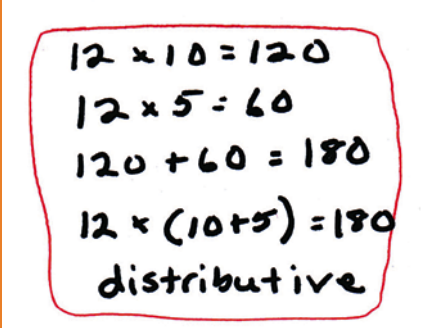 12 x 10 = 120
12 x 5 = 60
120 + 60 = 180
12 x (10+5) = 180
distributive